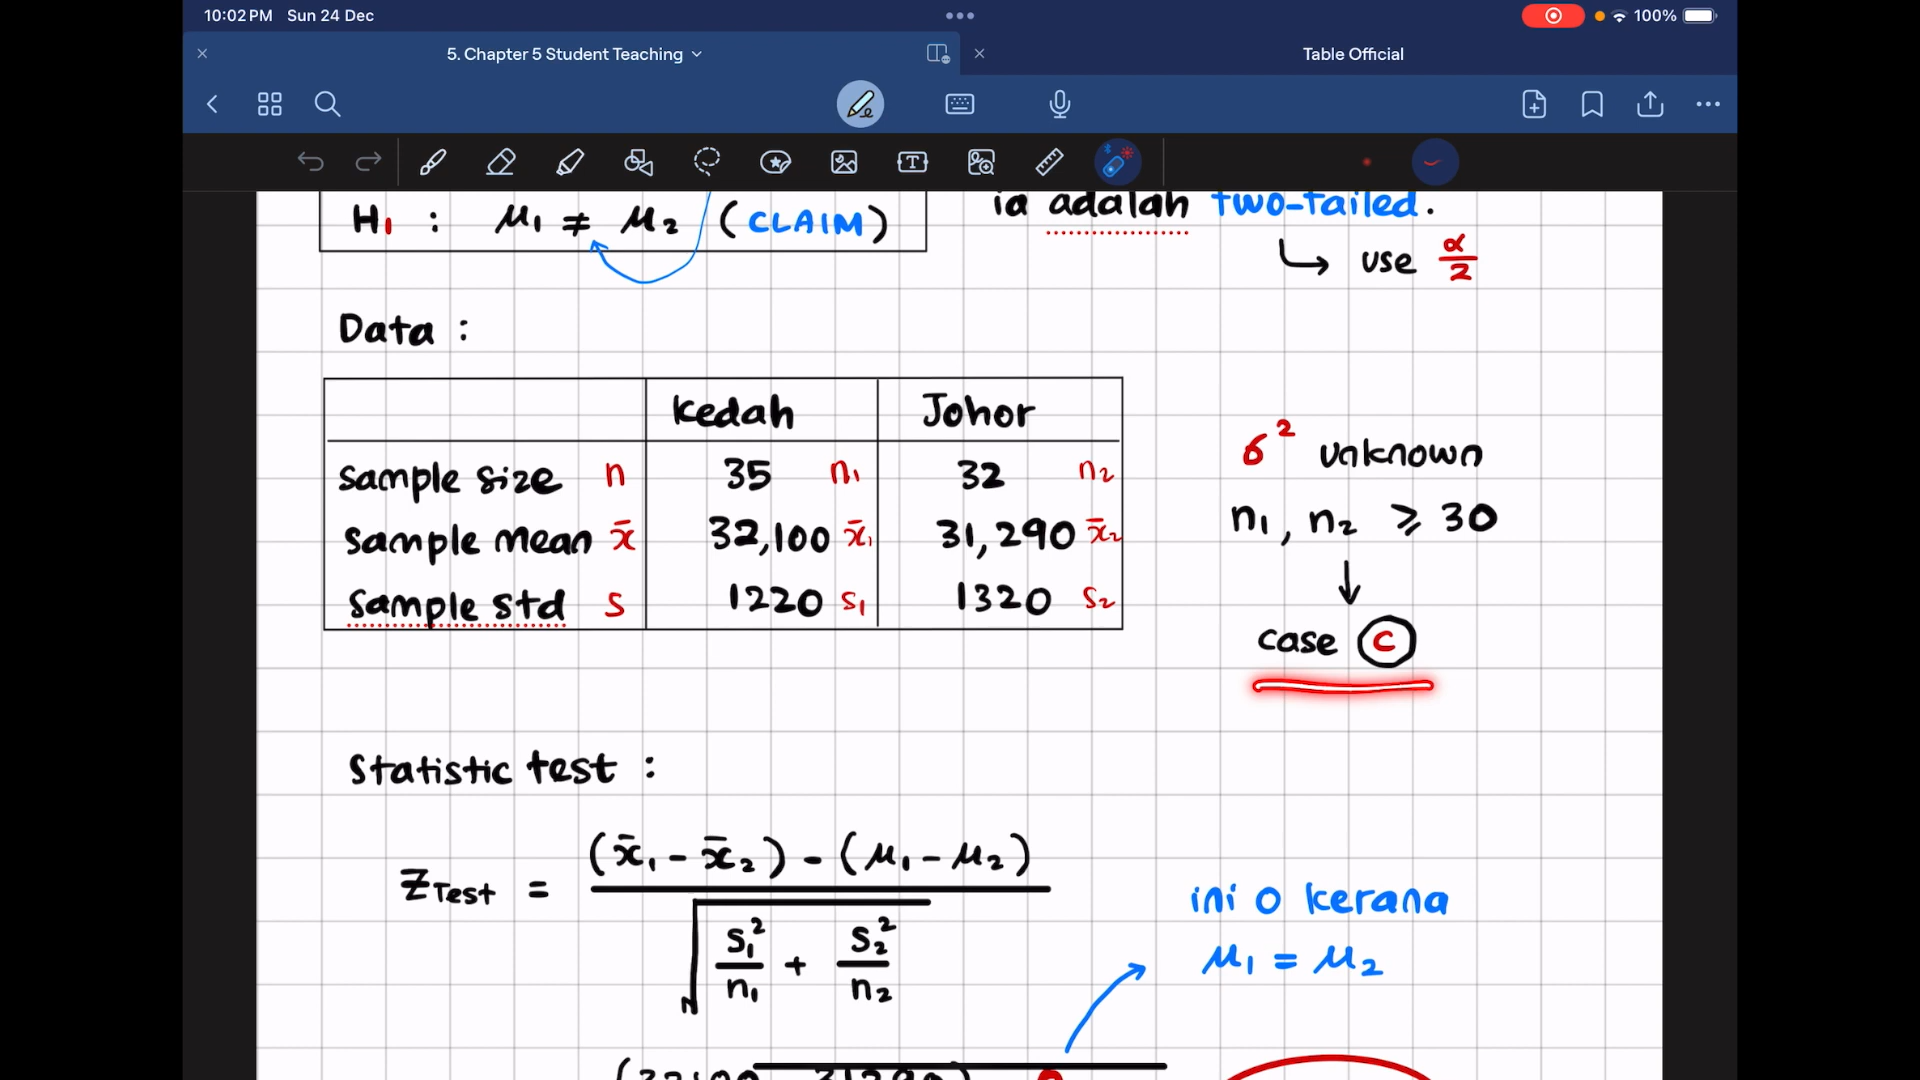 10:02 PM Sun 24 Dec
100%
5. Chapter 5 Student Teaching
Table Official
H1 : μ1 ≠ μ2 (CLAIM)
ia adalah two-tailed.
↳ use α/2
Data :
Kedah Johor
sample size n 35 n1 32 n2
sample mean x̄ 32,100 x̄1 31,290 x̄2
sample std s 1220 s1 1320 s2
σ² unknown
n1, n2 ≥ 30
↓
case C
Statistic test :
ZTest = (x̄1 - x̄2) - (μ1 - μ2) / √(s1²/n1 + s2²/n2)
ini 0 kerana
μ1 = μ2